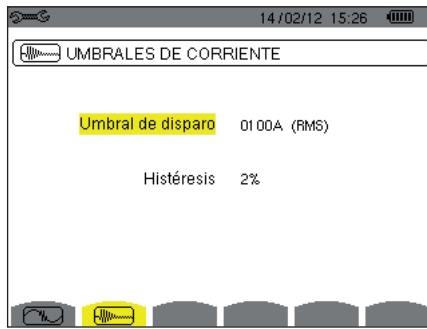 14/02/12 15:26
UMBRALES DE CORRIENTE
Umbral de disparo 0100A (RMS)
Histéresis 2%